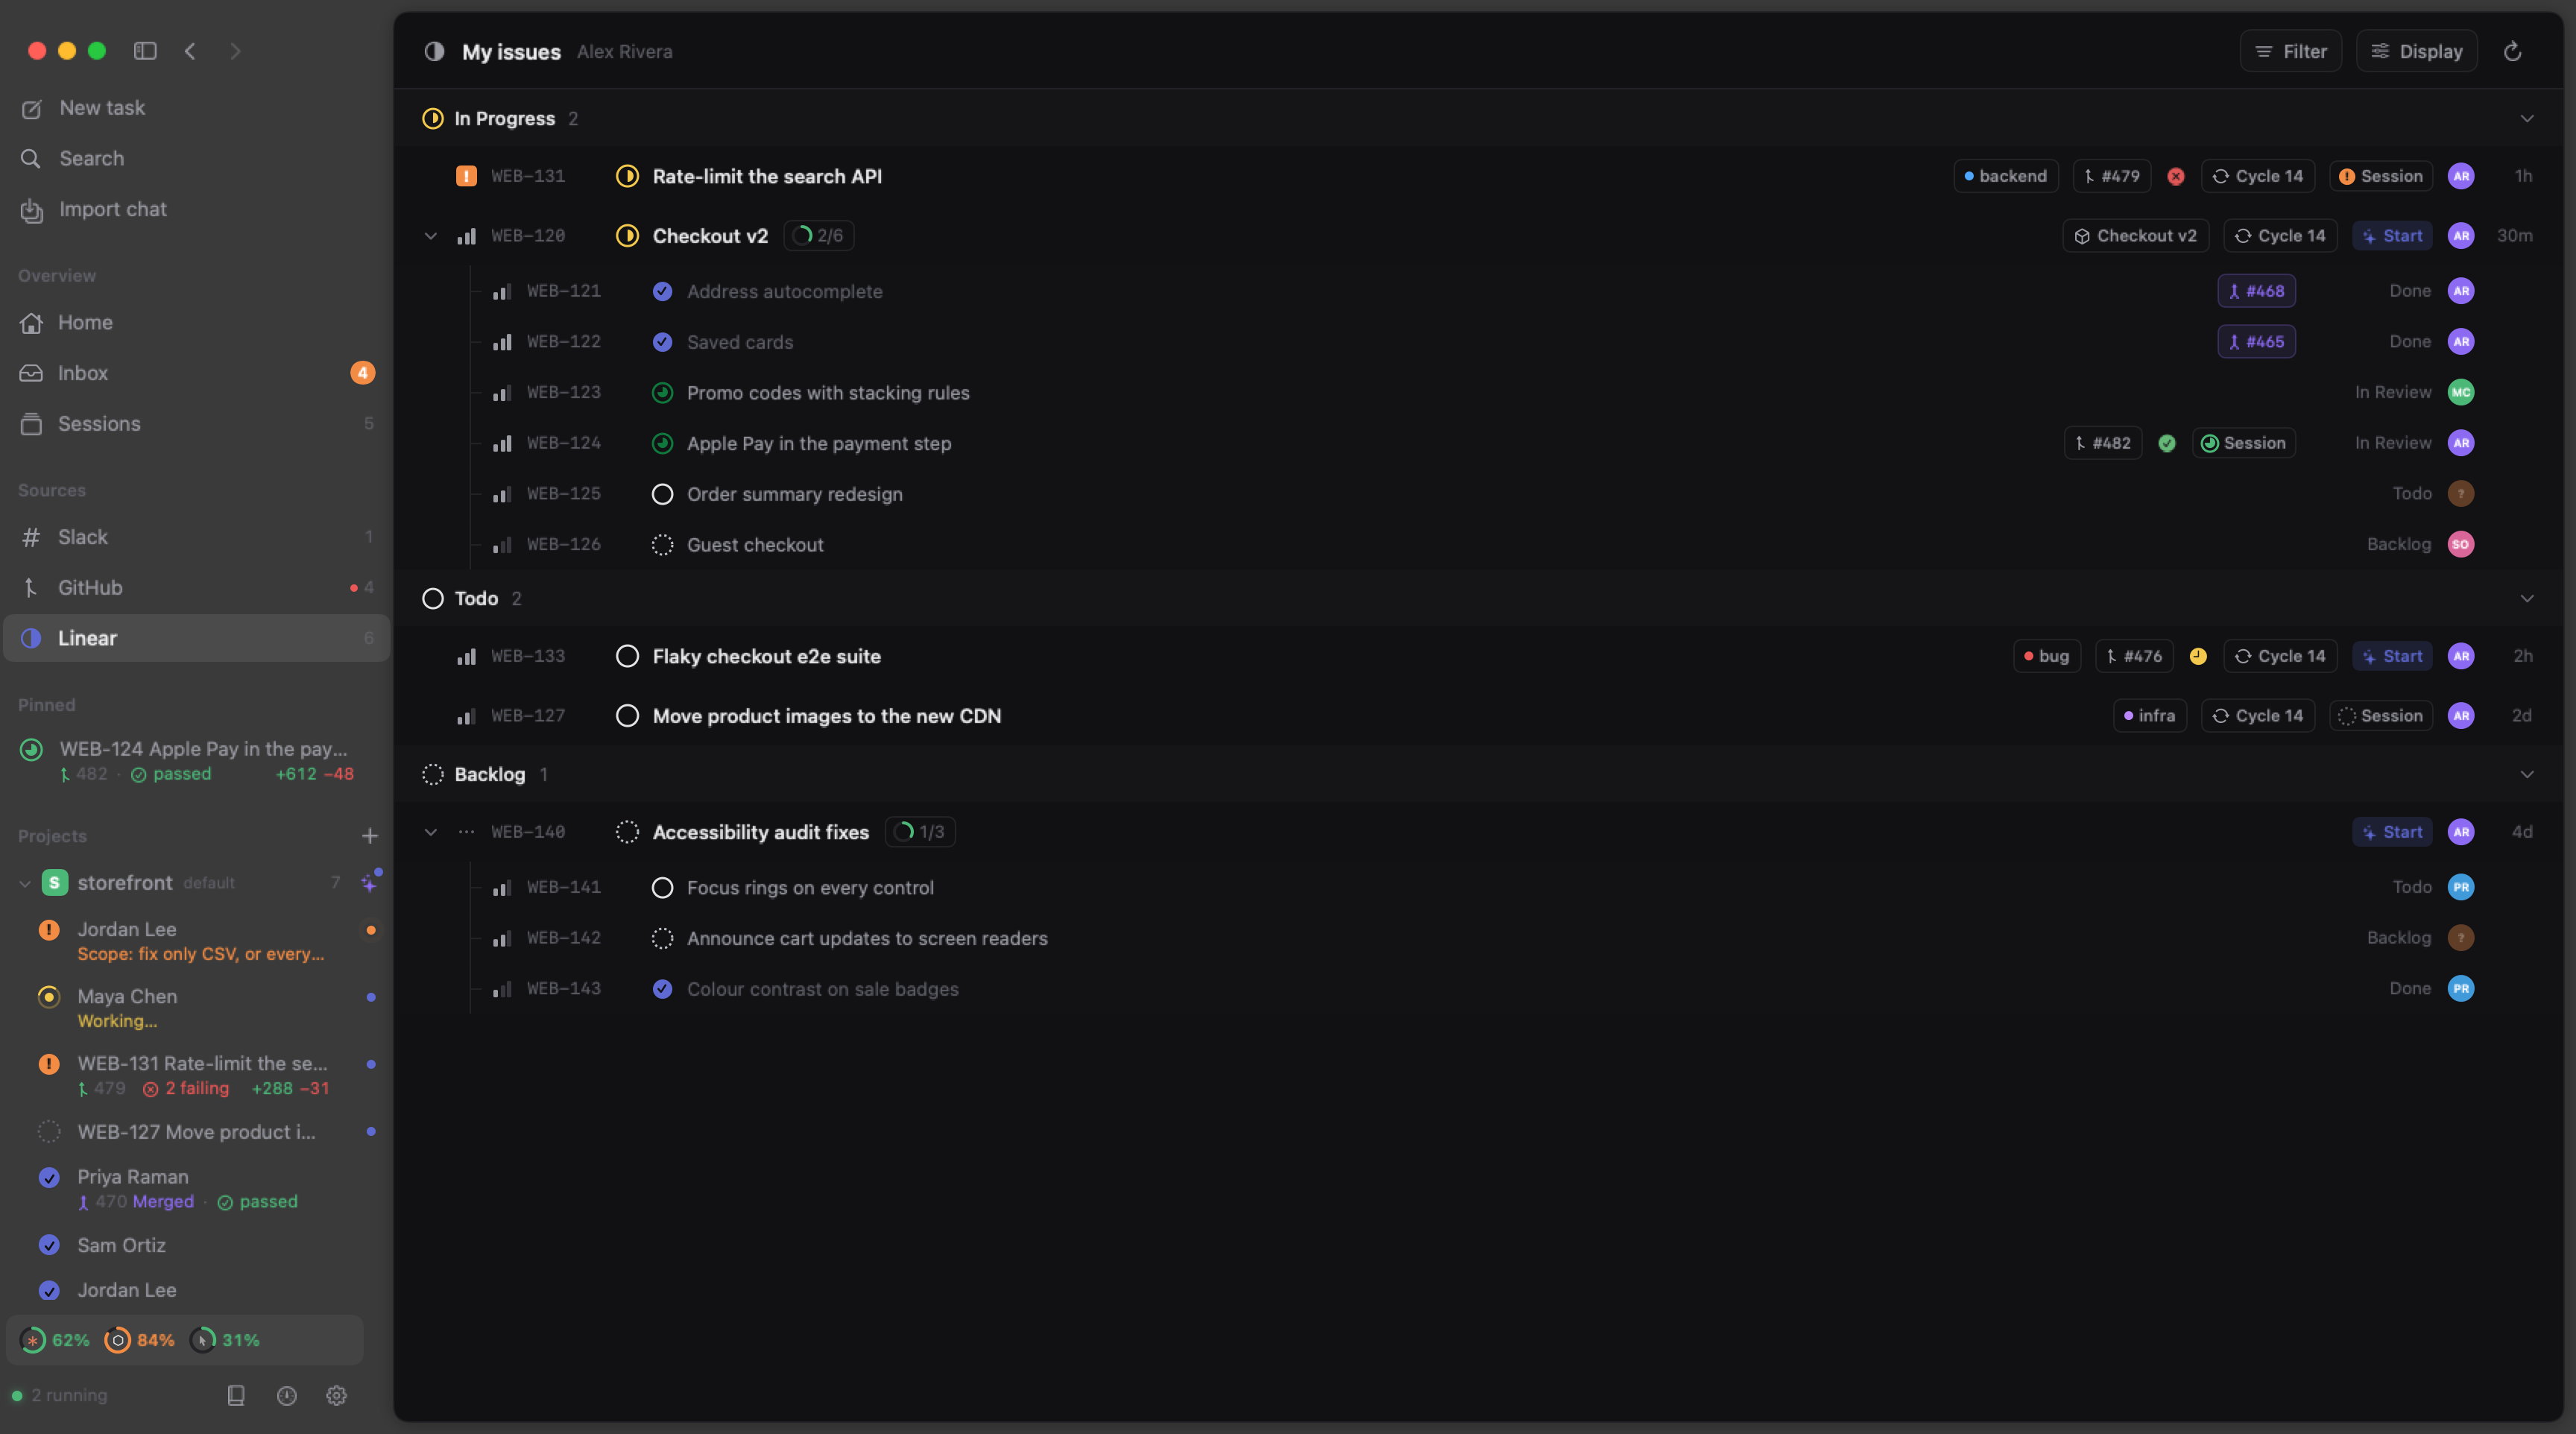 My issues Alex Rivera
Filter Display
New task
Search
Import chat
Overview
Home
Inbox 4
Sessions 5
Sources
Slack 1
GitHub 4
Linear 6
Pinned
WEB-124 Apple Pay in the pay...
482 · passed +612 −48
Projects
S storefront default 7
! Jordan Lee
Scope: fix only CSV, or every...
Maya Chen
Working...
! WEB-131 Rate-limit the se...
479 2 failing +288 −31
WEB-127 Move product i...
Priya Raman
470 Merged · passed
Sam Ortiz
Jordan Lee
62% 84% 31%
2 running
In Progress 2
! WEB-131 Rate-limit the search API backend #479 Cycle 14 ! Session AR 1h
WEB-120 Checkout v2 2/6 Checkout v2 Cycle 14 Start AR 30m
WEB-121 Address autocomplete #468 Done AR
WEB-122 Saved cards #465 Done AR
WEB-123 Promo codes with stacking rules In Review MC
WEB-124 Apple Pay in the payment step #482 Session In Review AR
WEB-125 Order summary redesign Todo ?
WEB-126 Guest checkout Backlog SO
Todo 2
WEB-133 Flaky checkout e2e suite bug #476 Cycle 14 Start AR 2h
WEB-127 Move product images to the new CDN infra Cycle 14 Session AR 2d
Backlog 1
WEB-140 Accessibility audit fixes 1/3 Start AR 4d
WEB-141 Focus rings on every control Todo PR
WEB-142 Announce cart updates to screen readers Backlog ?
WEB-143 Colour contrast on sale badges Done PR